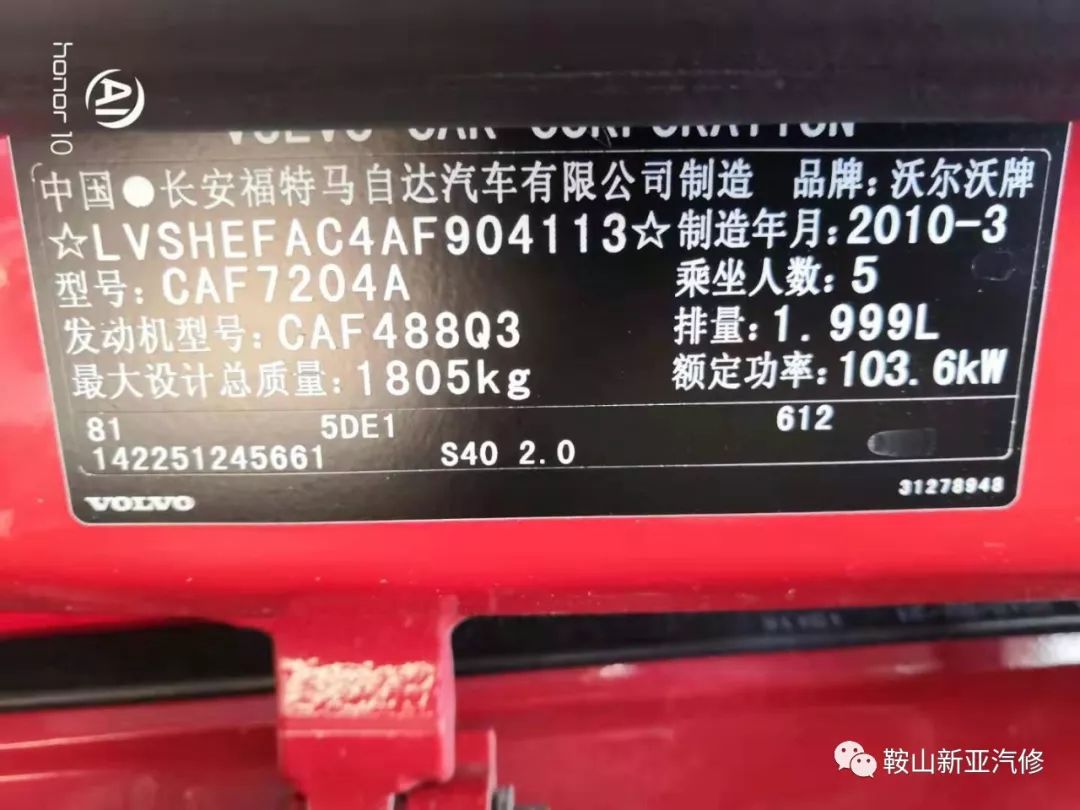 honor 10
AI
VOLVO CAR CORPORATION
中国●长安福特马自达汽车有限公司制造 品牌:沃尔沃牌
☆LVSHEFAC4AF904113☆ 制造年月:2010-3
型号:CAF7204A 乘坐人数:5
发动机型号:CAF488Q3 排量:1.999L
最大设计总质量:1805kg 额定功率:103.6kW
81 5DE1 612
142251245661 S40 2.0
VOLVO 31278948
鞍山新亚汽修